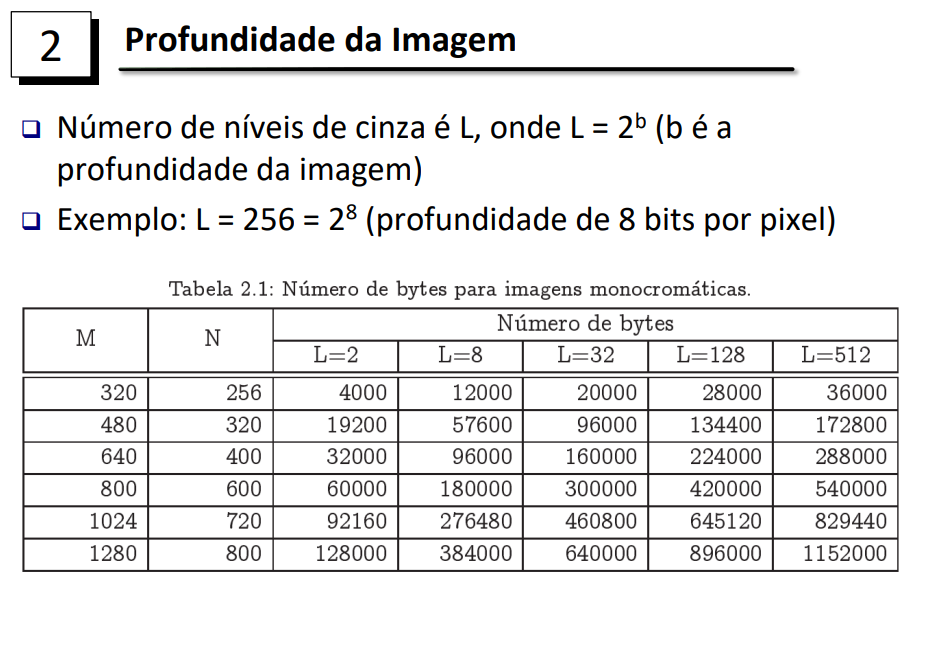 2
Profundidade da Imagem
Número de níveis de cinza é L, onde L = 2ᵇ (b é a
profundidade da imagem)
Exemplo: L = 256 = 2⁸ (profundidade de 8 bits por pixel)
Tabela 2.1: Número de bytes para imagens monocromáticas.
M N Número de bytes
L=2 L=8 L=32 L=128 L=512
320 256 4000 12000 20000 28000 36000
480 320 19200 57600 96000 134400 172800
640 400 32000 96000 160000 224000 288000
800 600 60000 180000 300000 420000 540000
1024 720 92160 276480 460800 645120 829440
1280 800 128000 384000 640000 896000 1152000